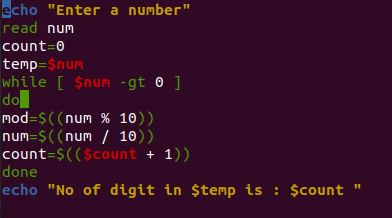 echo "Enter a number"
read num
count=0
temp=$num
while [ $num -gt 0 ]
do
mod=$((num % 10))
num=$((num / 10))
count=$(($count + 1))
done
echo "No of digit in $temp is : $count "